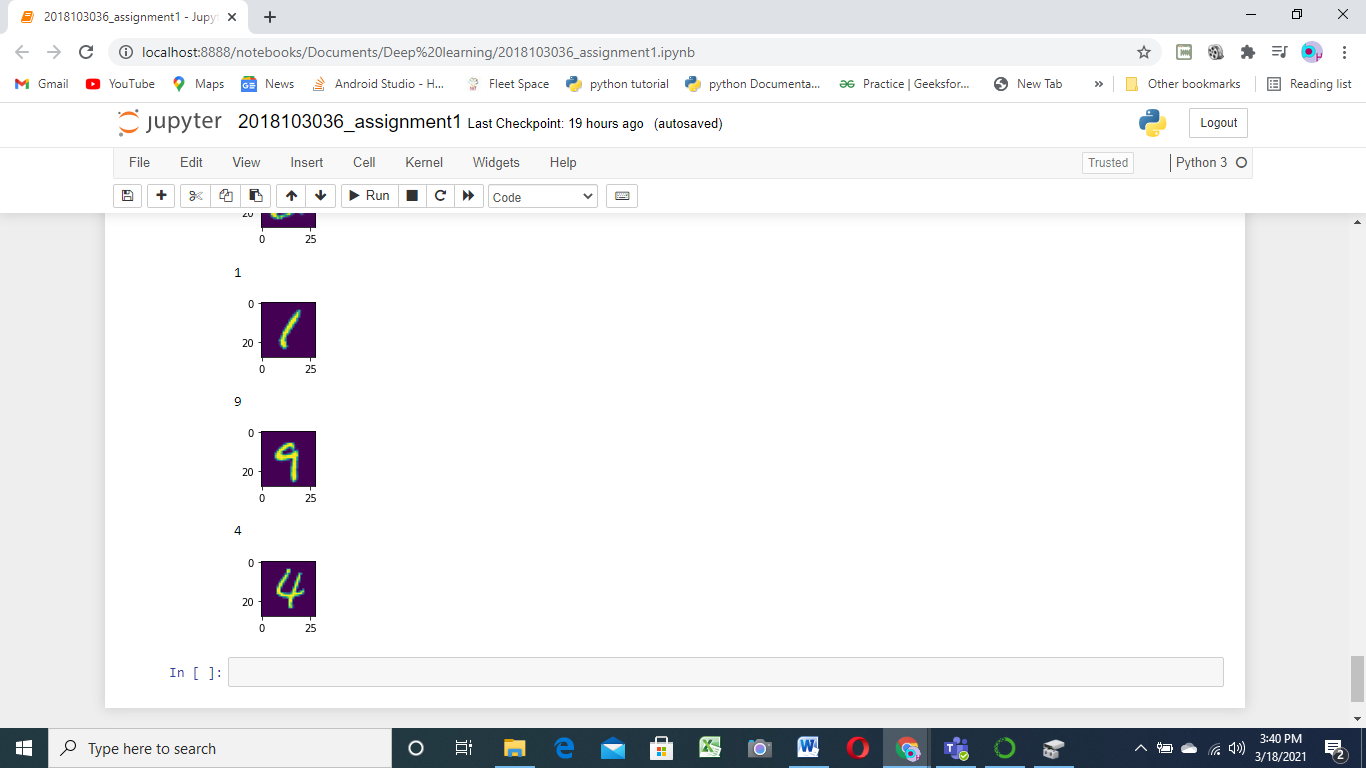 2018103036_assignment1 - Jupy
localhost:8888/notebooks/Documents/Deep%20learning/2018103036_assignment1.ipynb
Gmail YouTube Maps News Android Studio - H... Fleet Space python tutorial python Documenta... Practice | Geeksfor... New Tab » Other bookmarks Reading list
jupyter 2018103036_assignment1 Last Checkpoint: 19 hours ago (autosaved) Logout
File Edit View Insert Cell Kernel Widgets Help Trusted Python 3
Run Code
20
0 25
1
0
1
20
0 25
9
0
9
20
0 25
4
0
4
20
0 25
In [ ]:
Type here to search
3:40 PM
3/18/2021
2